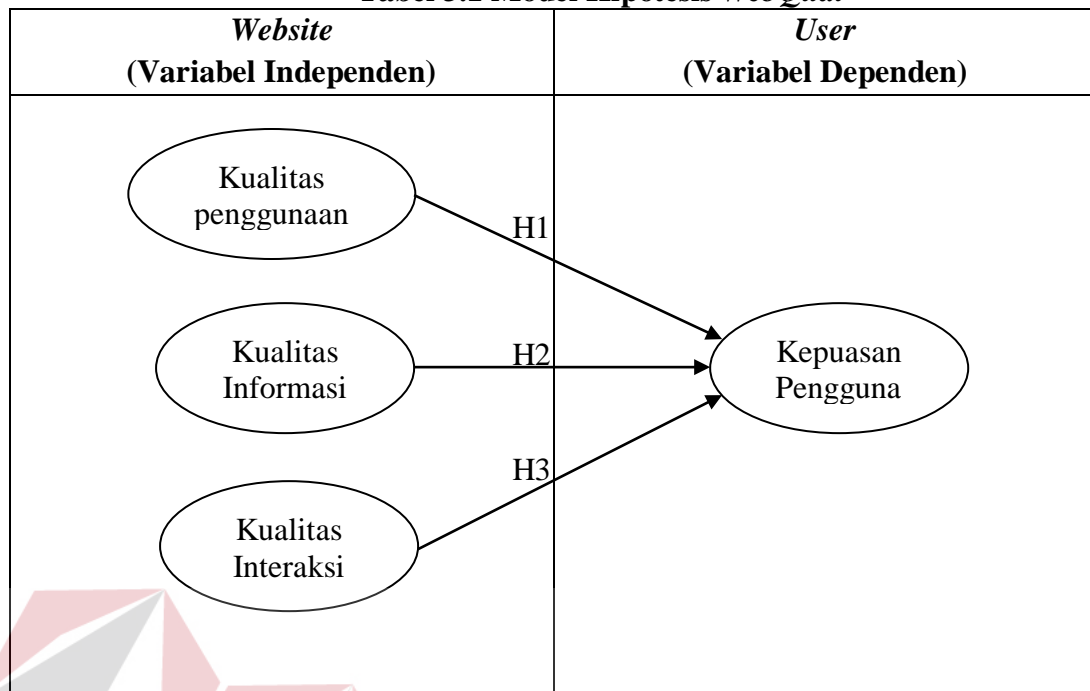 Website
(Variabel Independen)
User
(Variabel Dependen)
Kualitas
penggunaan
H1
Kualitas
Informasi
H2
Kepuasan
Pengguna
H3
Kualitas
Interaksi